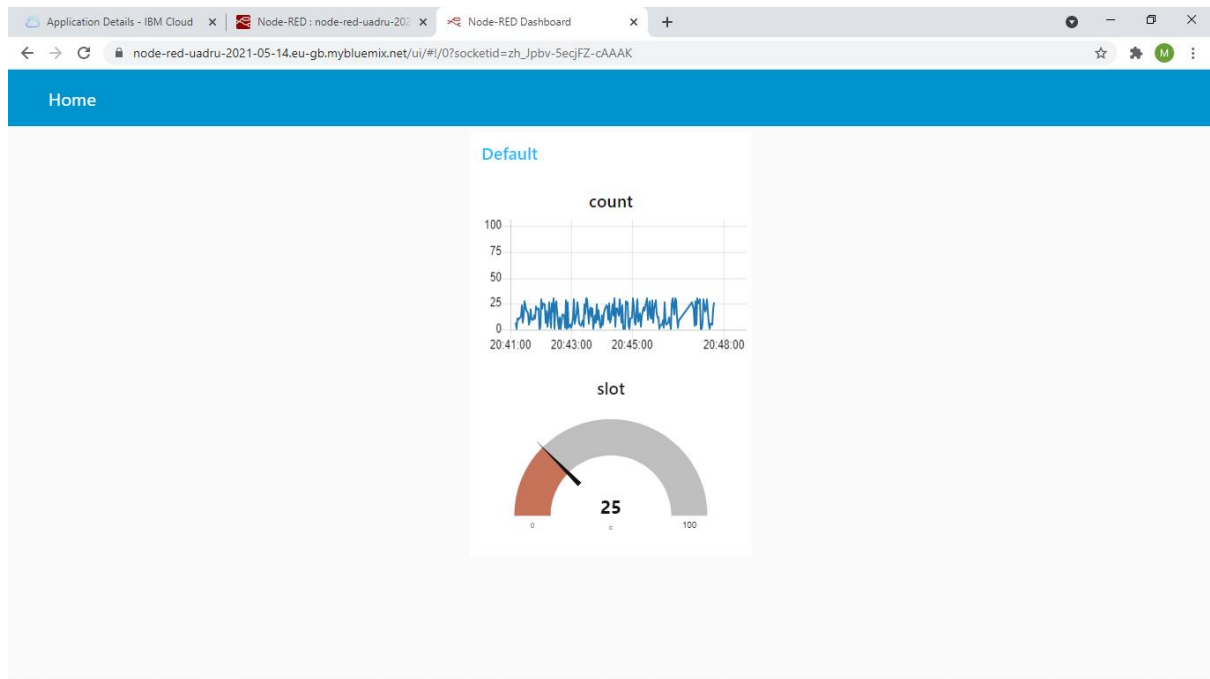 Application Details - IBM Cloud
Node-RED : node-red-uadru-202
Node-RED Dashboard
node-red-uadru-2021-05-14.eu-gb.mybluemix.net/ui/#!/0?socketid=zh_Jpbv-5ecjFZ-cAAAK
M
Home
Default
count
100
75
50
25
0
20:41:00 20:43:00 20:45:00 20:48:00
slot
25
0 c 100